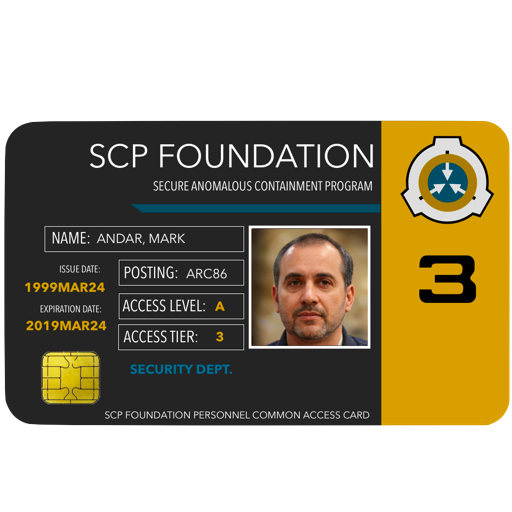 SCP FOUNDATION
SECURE ANOMALOUS CONTAINMENT PROGRAM
NAME: ANDAR, MARK
ISSUE DATE:
1999MAR24
EXPIRATION DATE:
2019MAR24
POSTING: ARC86
ACCESS LEVEL: A
ACCESS TIER: 3
SECURITY DEPT.
SCP FOUNDATION PERSONNEL COMMON ACCESS CARD
3